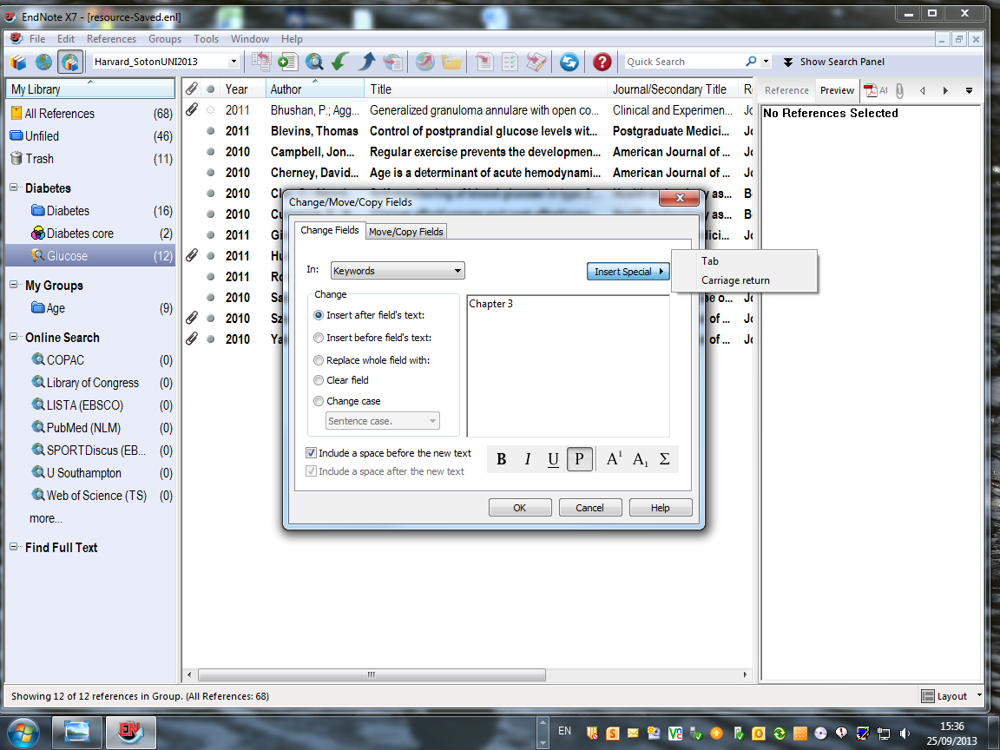 EndNote X7 - [resource-Saved.enl]
File Edit References Groups Tools Window Help
Harvard_SotonUNI2013
Quick Search
Show Search Panel
My Library
All References (68)
Unfiled (46)
Trash (11)
Diabetes
Diabetes (16)
Diabetes core (2)
Glucose (12)
My Groups
Age (9)
Online Search
COPAC (0)
Library of Congress (0)
LISTA (EBSCO) (0)
PubMed (NLM) (0)
SPORTDiscus (EB... (0)
U Southampton (0)
Web of Science (TS) (0)
more...
Find Full Text
Year Author Title Journal/Secondary Title
2011 Bhushan, P.; Agg... Generalized granuloma annulare with open co... Clinical and Experimen...
2011 Blevins, Thomas Control of postprandial glucose levels wit... Postgraduate Medici...
2010 Campbell, Jon... Regular exercise prevents the developmen... American Journal of ...
2010 Cherney, David... Age is a determinant of acute hemodynami... American Journal of ...
2010
2010
2011
2011
2011
2010
2010 of ...
2010 of ...
Reference Preview
No References Selected
Change/Move/Copy Fields
Change Fields Move/Copy Fields
In: Keywords Insert Special
Tab
Carriage return
Change
Insert after field's text:
Insert before field's text:
Replace whole field with:
Clear field
Change case
Sentence case.
Chapter 3
Include a space before the new text
Include a space after the new text
B I U P A1 A1 Σ
OK Cancel Help
Showing 12 of 12 references in Group. (All References: 68)
Layout
EN
15:36
25/09/2013